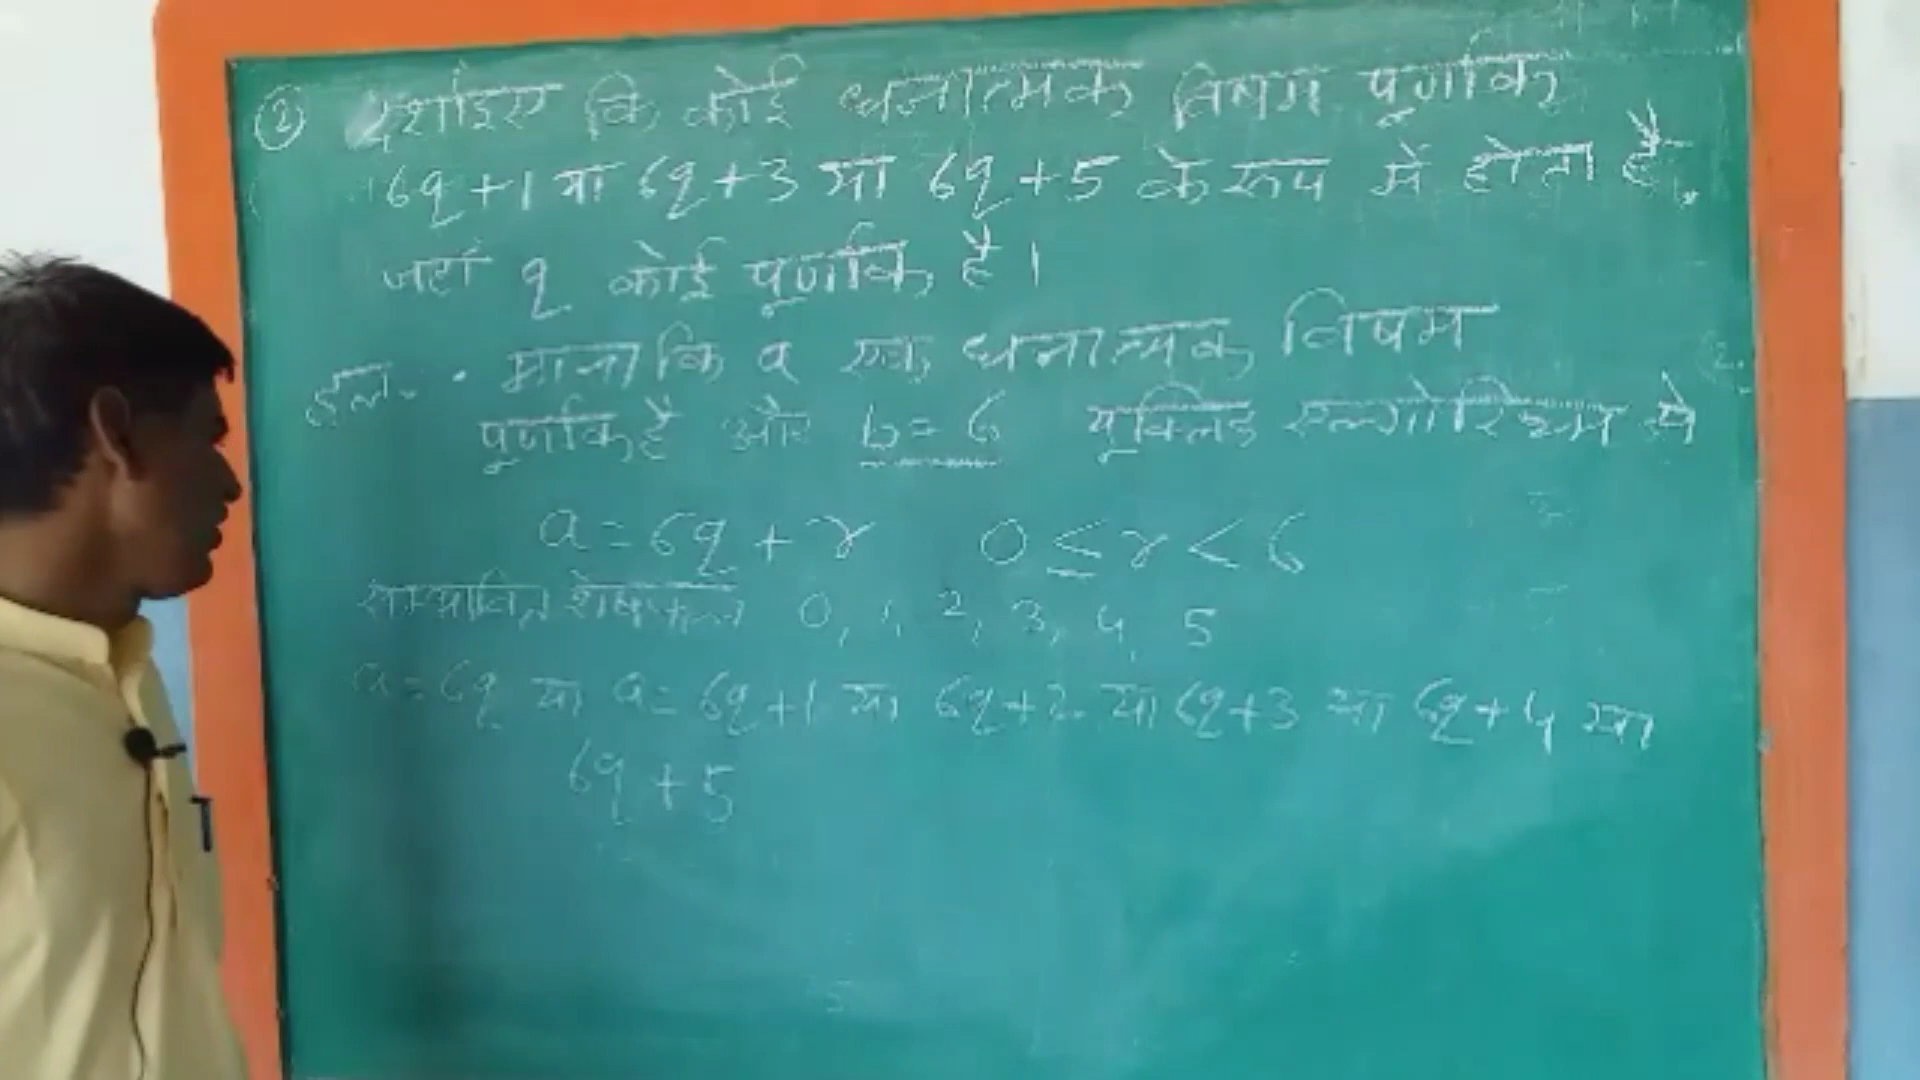 ② दर्शाइए कि कोई धनात्मक विषम पूर्णांक
6q + 1 या 6q + 3 या 6q + 5 के रूप में होता है,
जहां q कोई पूर्णांक है।
हल - माना कि a एक धनात्मक विषम
पूर्णांक है और b = 6 यूक्लिड एल्गोरिथ्म से
a = 6q + r 0 ≤ r < 6
सम्भावित शेषफल 0, 1, 2, 3, 4, 5
a = 6q या a = 6q + 1 या 6q + 2 या 6q + 3 या 6q + 4 या
6q + 5